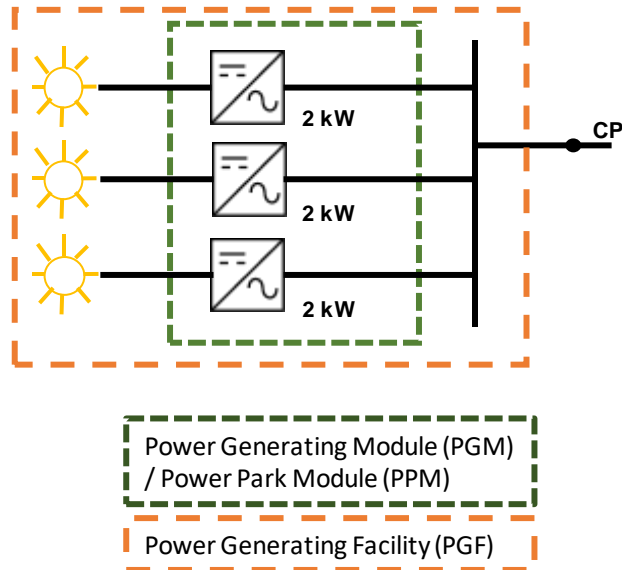 2 kW
CP
2 kW
2 kW
Power Generating Module (PGM)
/ Power Park Module (PPM)
Power Generating Facility (PGF)